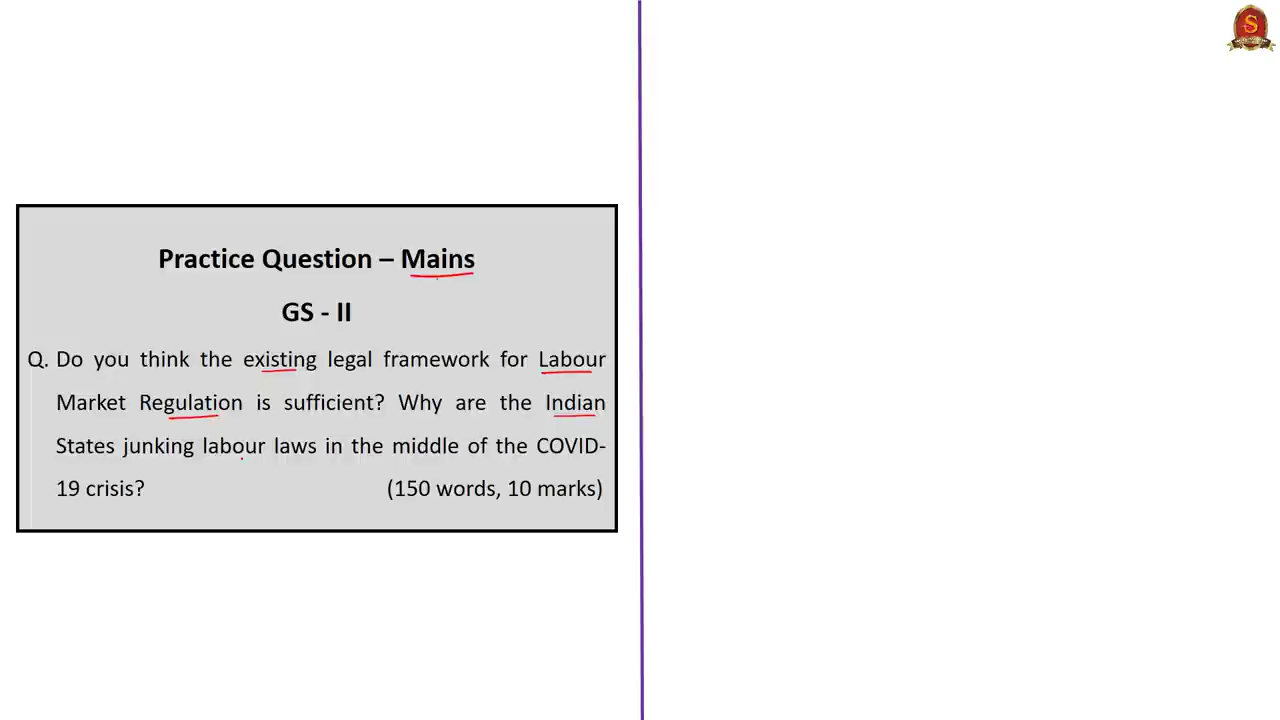 Practice Question – Mains
GS - II
Q. Do you think the existing legal framework for Labour
Market Regulation is sufficient? Why are the Indian
States junking labour laws in the middle of the COVID-
19 crisis? (150 words, 10 marks)
S